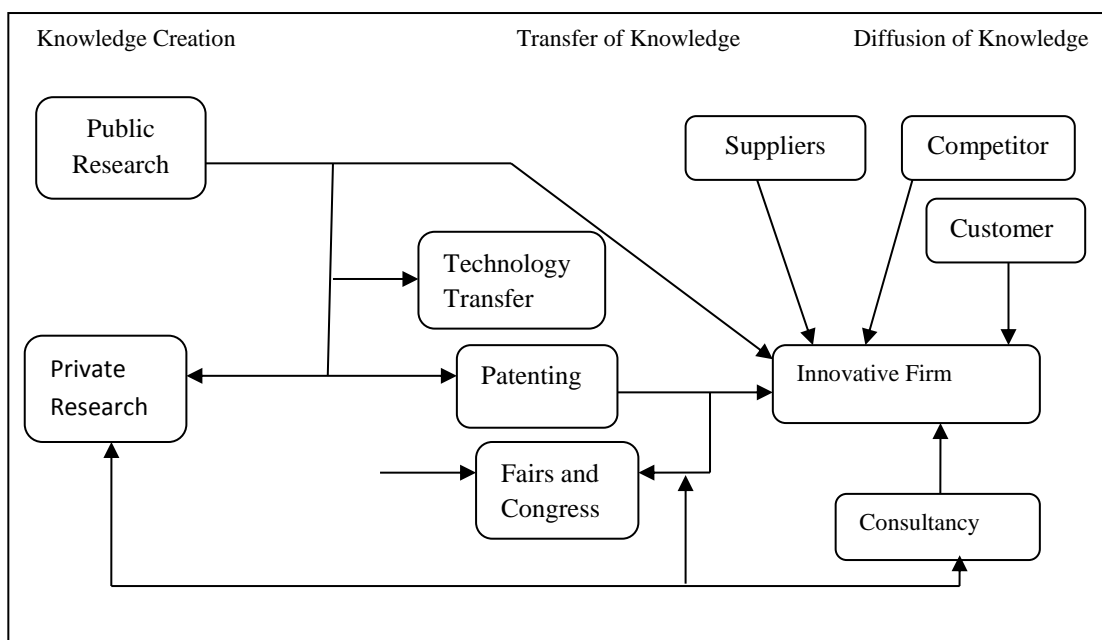 Knowledge Creation
Transfer of Knowledge
Diffusion of Knowledge
Public
Research
Suppliers
Competitor
Customer
Technology
Transfer
Private
Research
Patenting
Innovative Firm
Fairs and
Congress
Consultancy